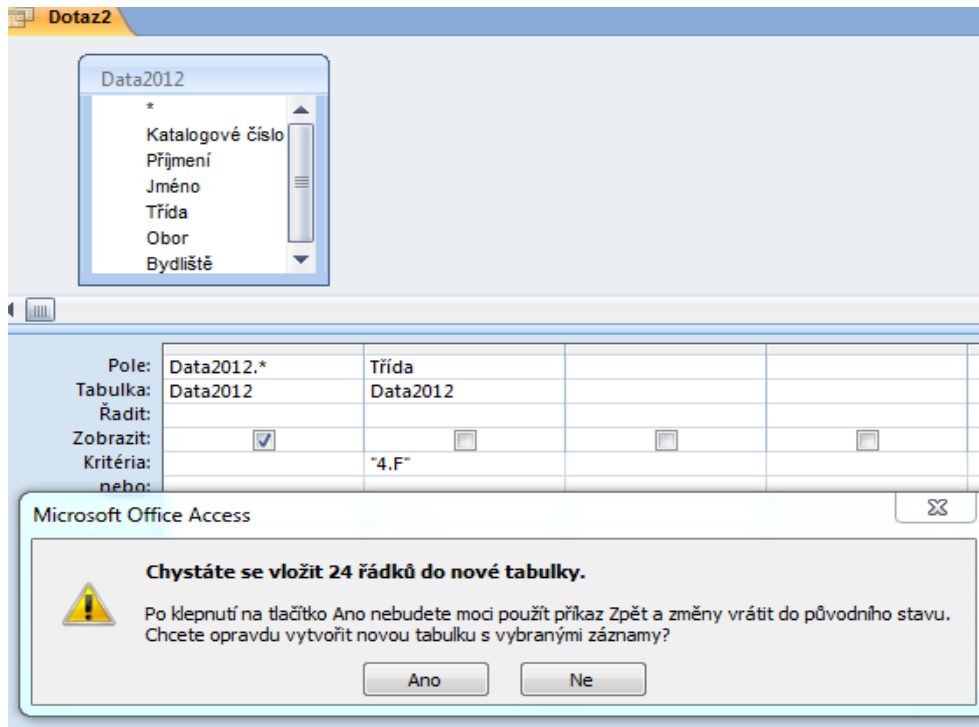 Dotaz2
Data2012
*
Katalogové číslo
Příjmení
Jméno
Třída
Obor
Bydliště
Pole: Data2012.* Třída
Tabulka: Data2012 Data2012
Řadit:
Zobrazit:
Kritéria: "4.F"
nebo:
Microsoft Office Access
Chystáte se vložit 24 řádků do nové tabulky.
Po klepnutí na tlačítko Ano nebudete moci použít příkaz Zpět a změny vrátit do původního stavu.
Chcete opravdu vytvořit novou tabulku s vybranými záznamy?
Ano Ne